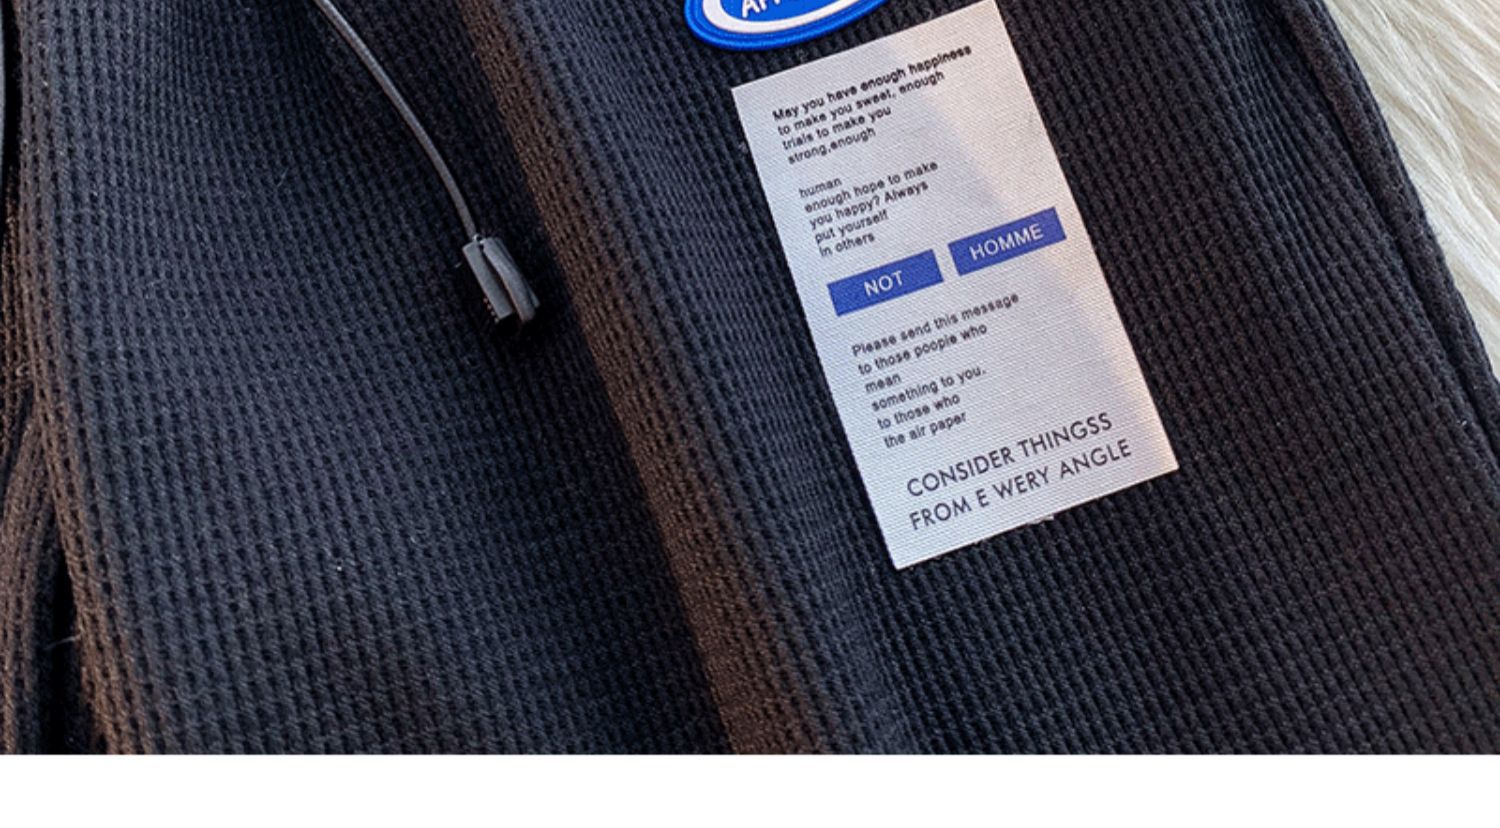 May you have enough happiness
to make you sweet, enough
trials to make you
strong,enough
human
enough hope to make
you happy? Always
put yourself
in others
NOT HOMME
Please send this message
to those poople who
mean
something to you.
to those who
the air paper
CONSIDER THINGSS
FROM E WERY ANGLE